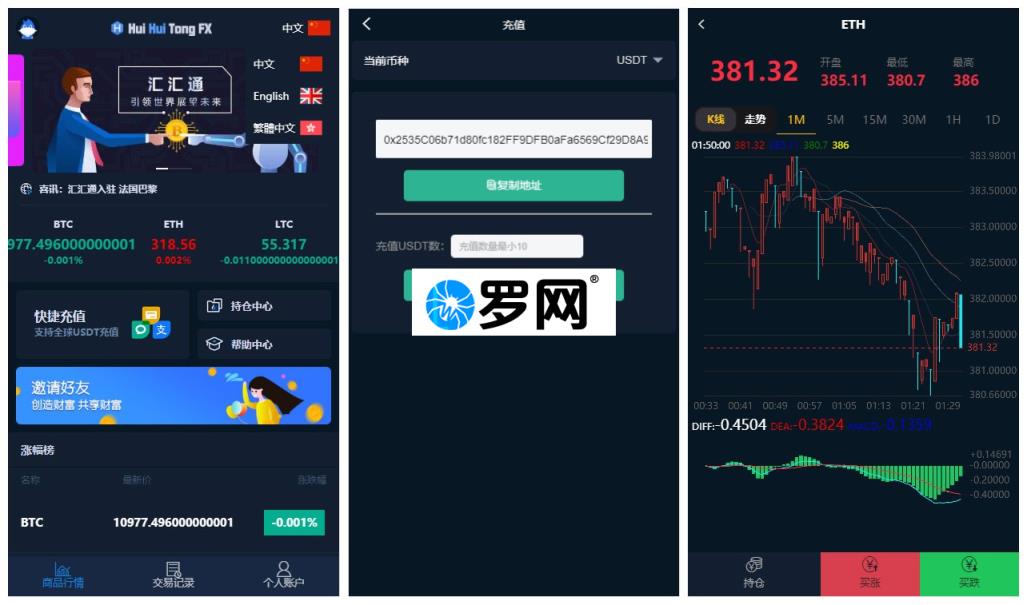 Hui Hui Tong FX
中文
汇汇通
引领世界展望未来
中文
English
繁體中文
喜讯：汇汇通入驻 法国巴黎
BTC ETH LTC
977.496000000001 318.56 55.317
-0.001% 0.002% -0.011000000000000001
快捷充值
支持全球USDT充值
支
持仓中心
帮助中心
邀请好友
创造财富 共享财富
涨幅榜
名称 最新价 涨跌幅
BTC 10977.496000000001 -0.001%
商品行情 交易记录 个人账户
充值
当前币种 USDT
0x2535C06b71d80fc182FF9DFB0aFa6569Cf29D8A9
复制地址
充值USDT数： 充值数量最小10
罗网®
ETH
381.32
开盘 最低 最高
385.11 380.7 386
K线 走势 1M 5M 15M 30M 1H 1D
01:50:00 381.32 385.11 380.7 386
383.98001
383.50000
383.00000
382.50000
382.00000
381.50000
381.32
381.00000
380.66000
00:33 00:41 00:49 00:57 01:05 01:13 01:21 01:29
DIFF:-0.4504 DEA:-0.3824 MACD:-0.1359
+0.14691
-0.00000
-0.20000
-0.40000
持仓 买涨 买跌